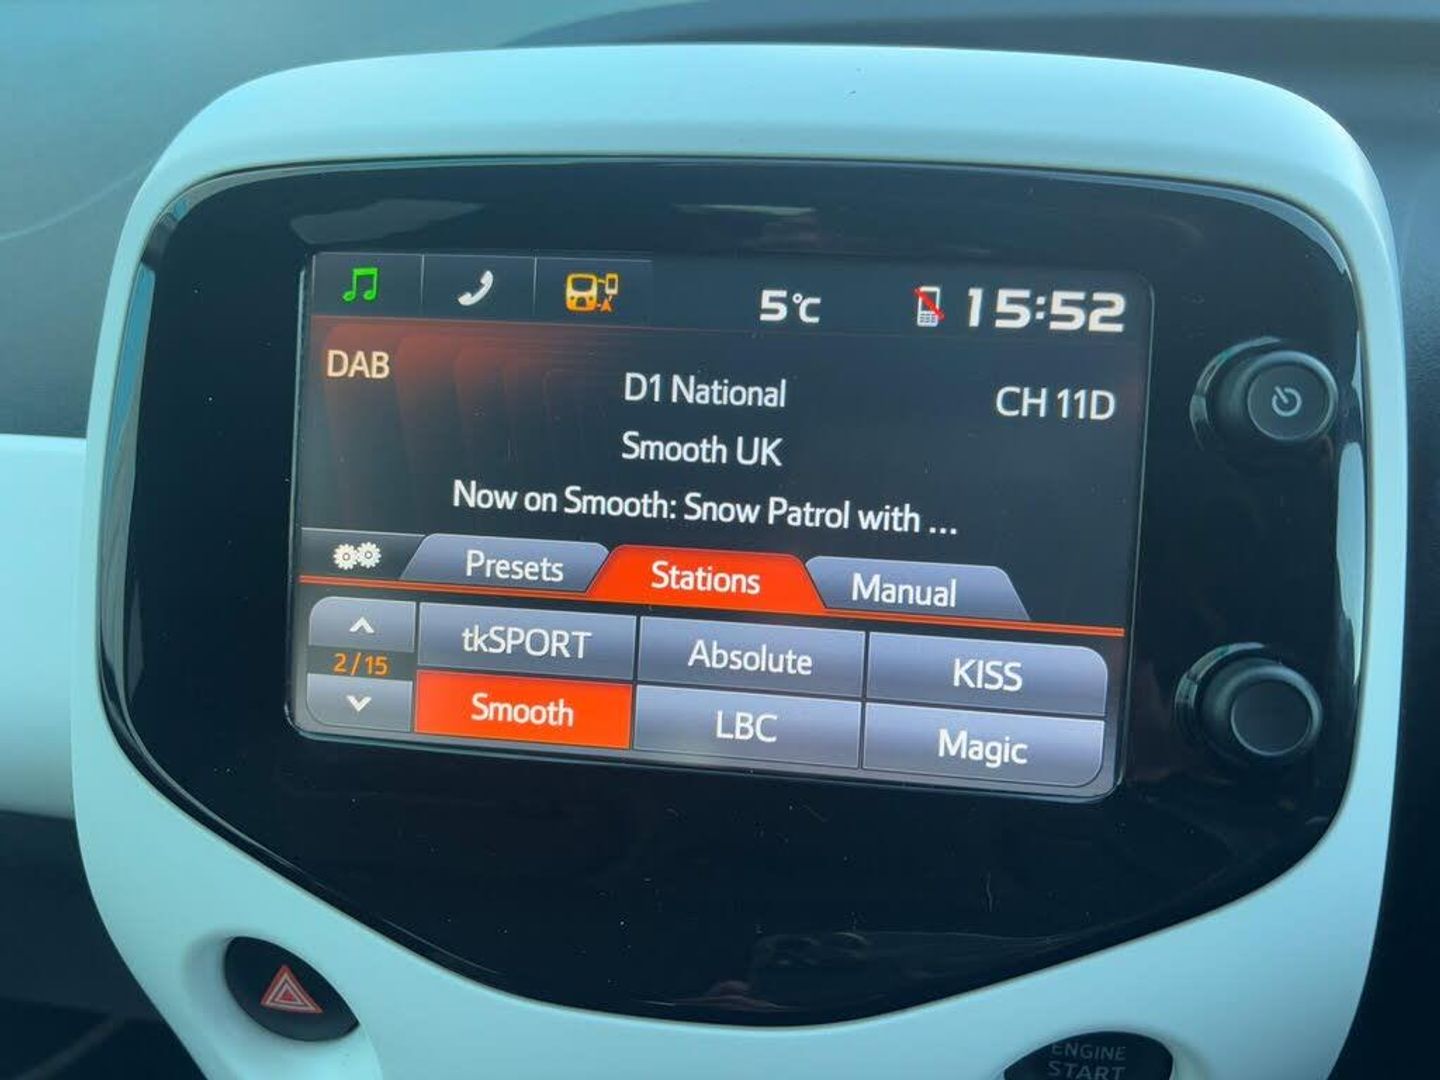 5°C 15:52
DAB
D1 National
CH 11D
Smooth UK
Now on Smooth: Snow Patrol with ...
Presets Stations Manual
2/15
tkSPORT Absolute KISS
Smooth LBC Magic
ENGINE
START